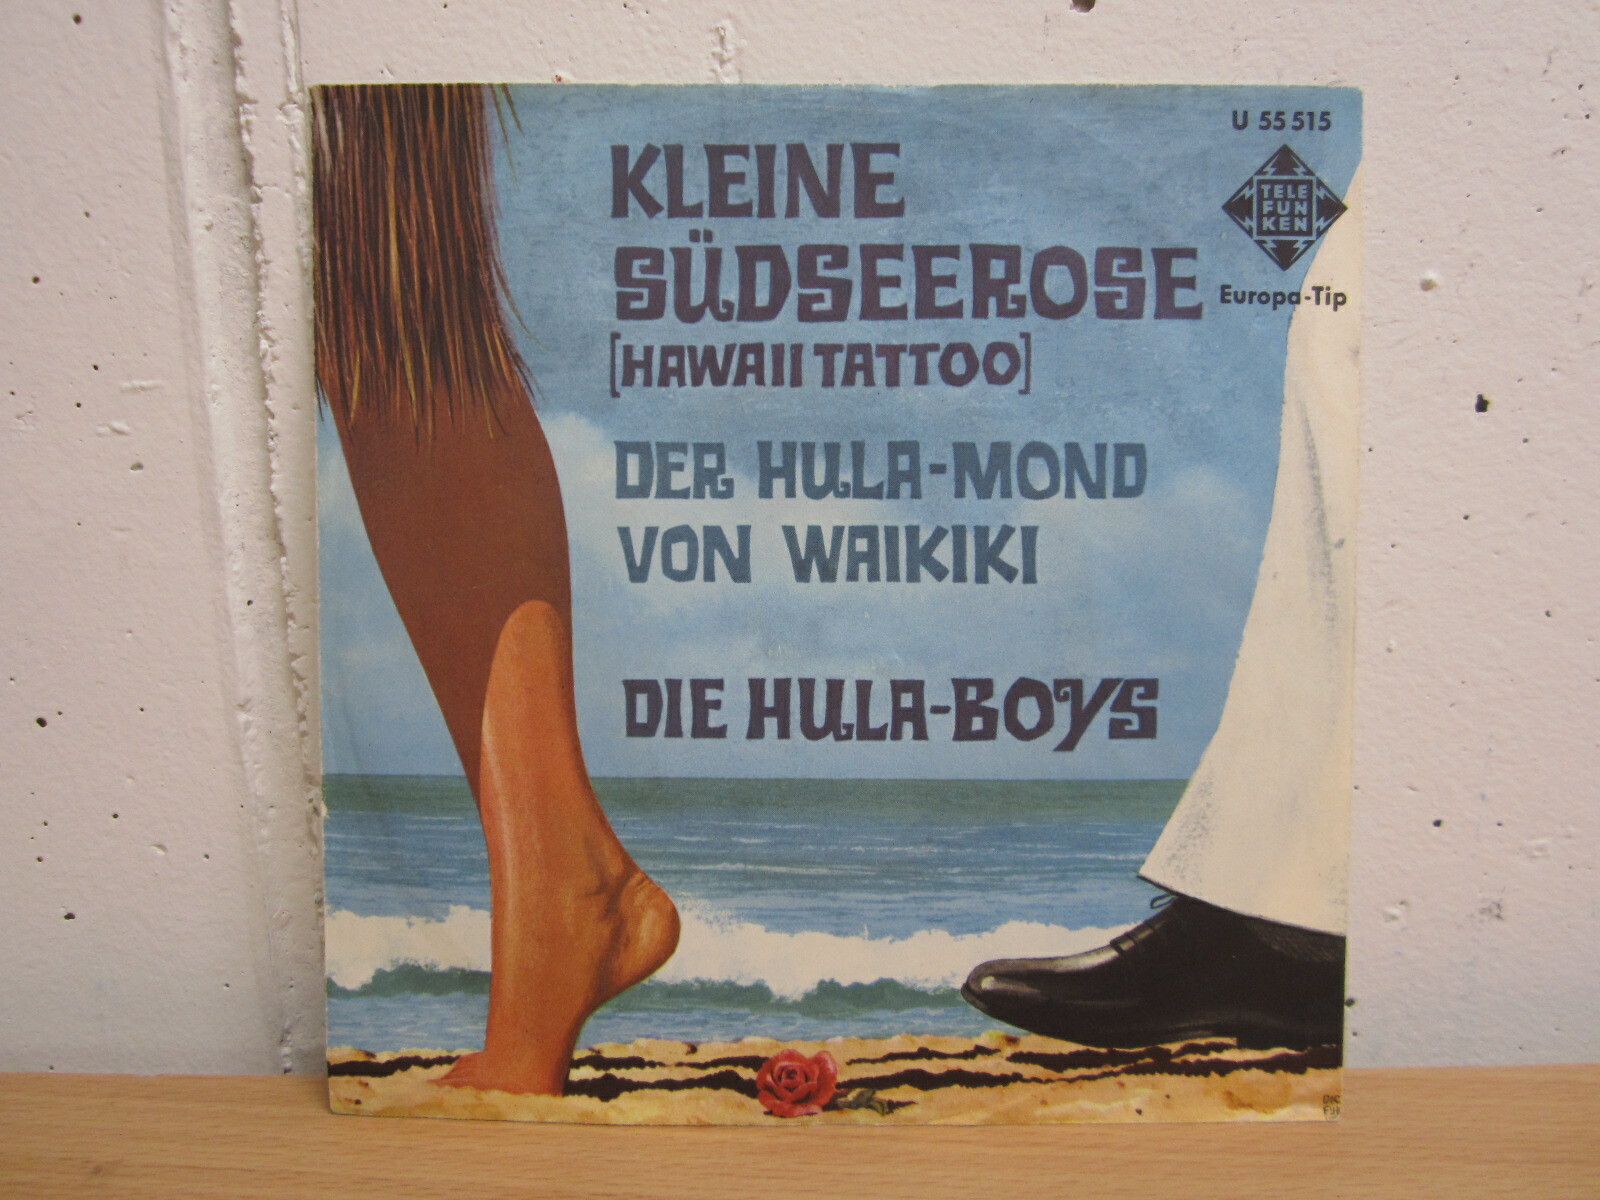 U 55 515
TELE
FUN
KEN
Europa-Tip
KLEINE
SÜDSEEROSE
[HAWAII TATTOO]
DER HULA-MOND
VON WAIKIKI
DIE HULA-BOYS